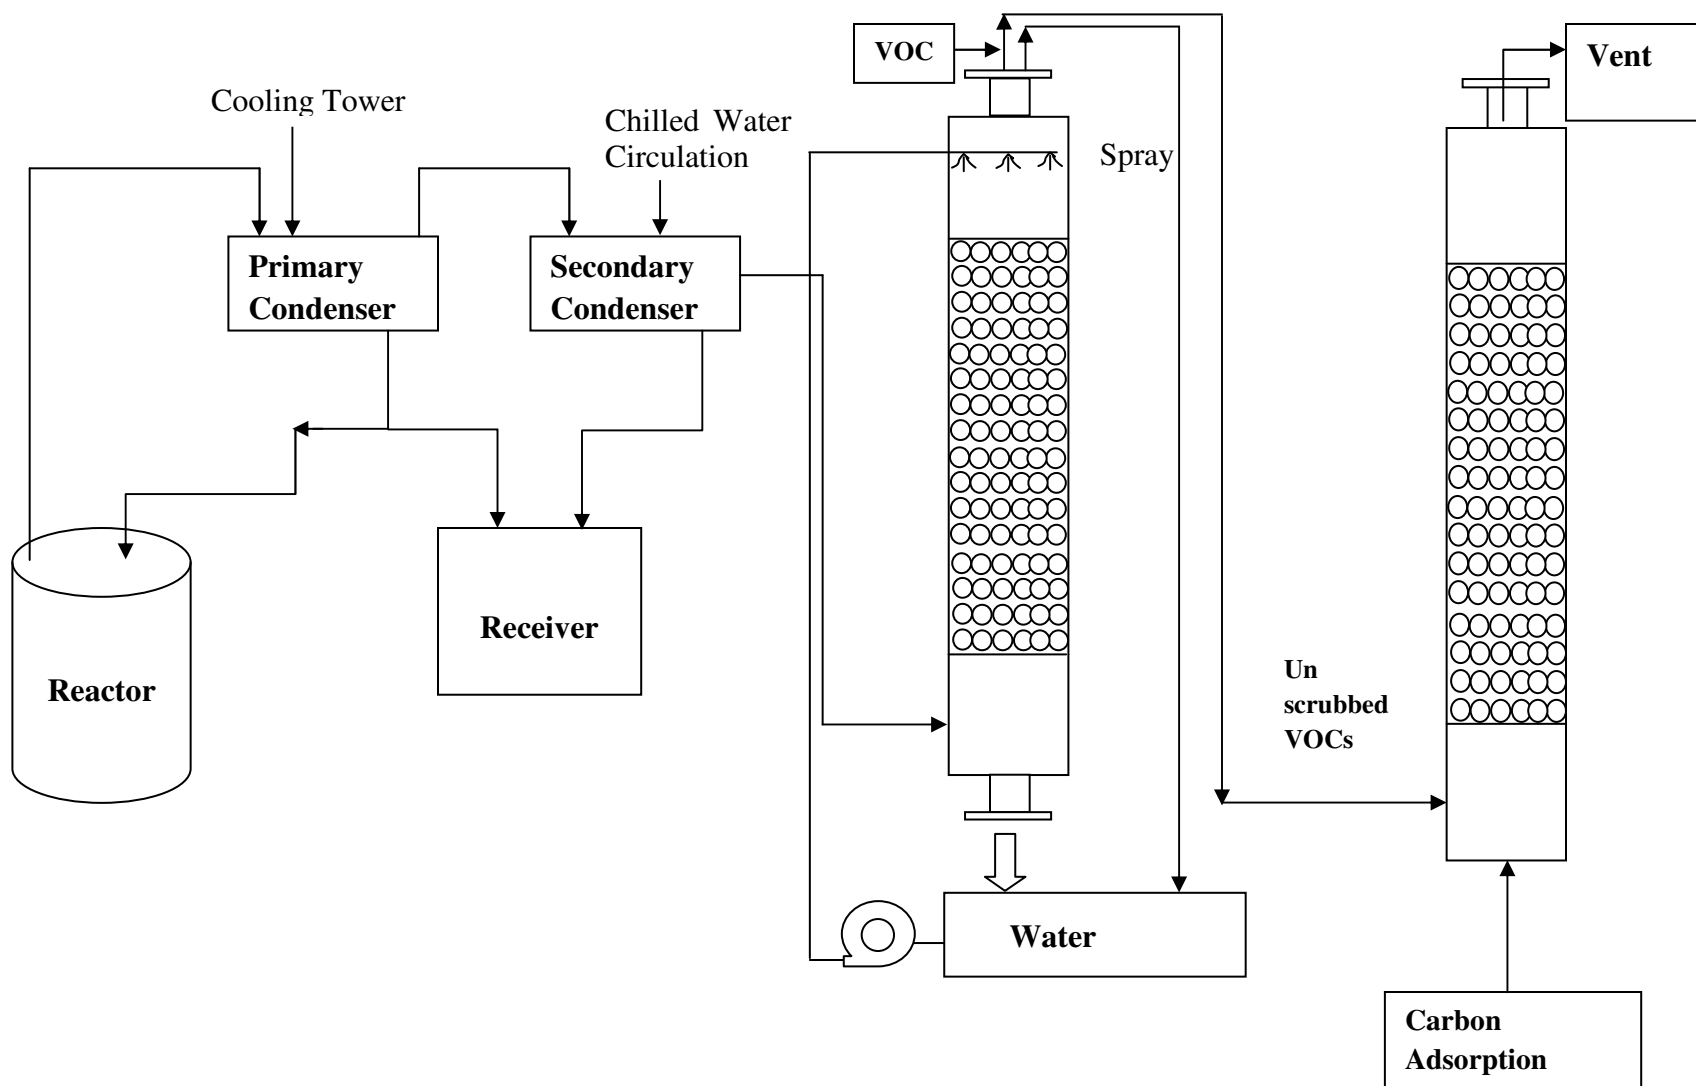 VOC
Vent
Cooling Tower
Chilled Water
Circulation
Spray
Primary
Condenser
Secondary
Condenser
Receiver
Reactor
Un
scrubbed
VOCs
Water
Carbon
Adsorption